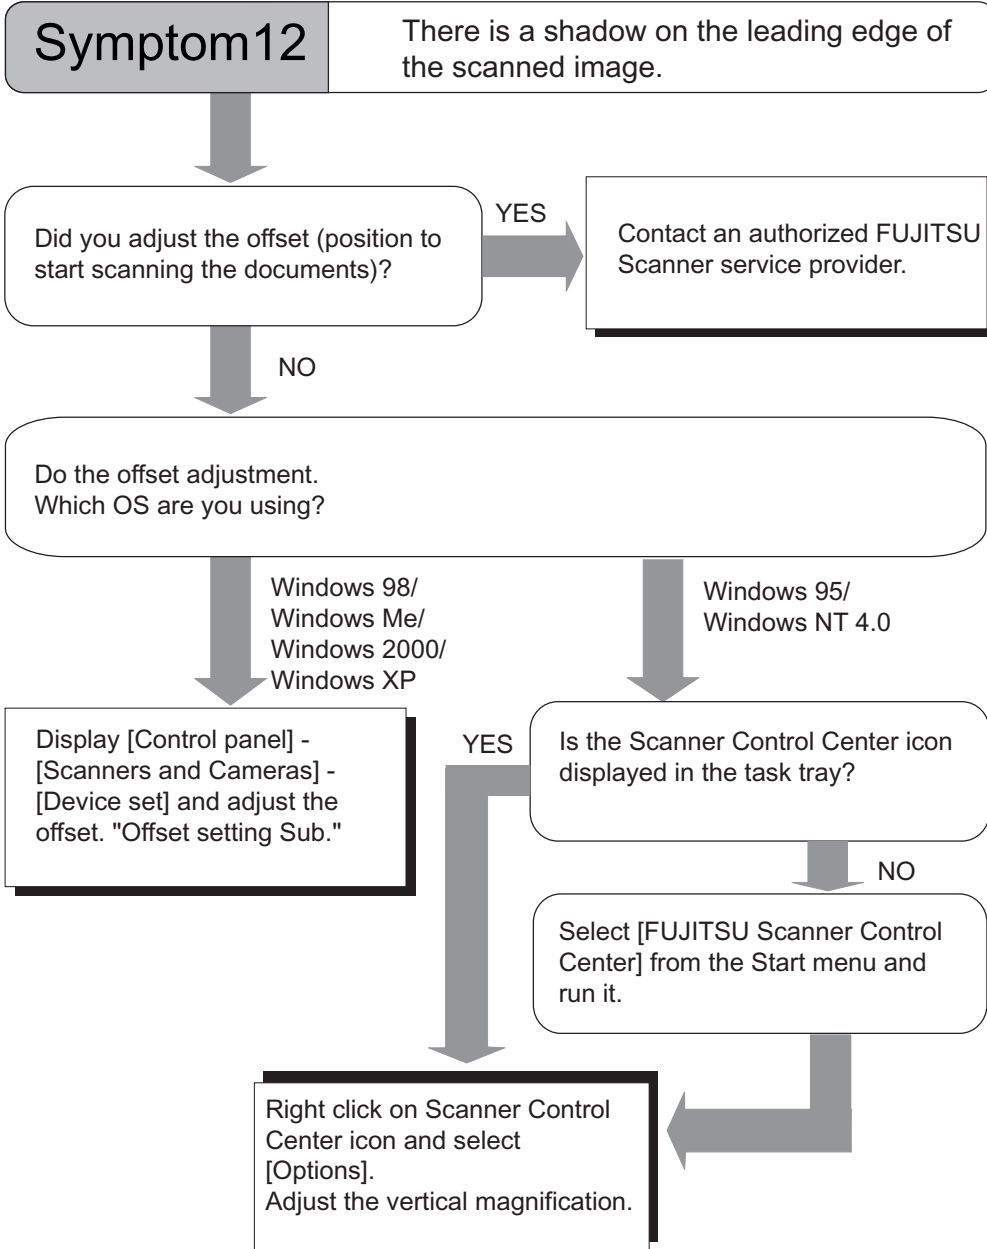 Symptom12
There is a shadow on the leading edge of
the scanned image.
Did you adjust the offset (position to
start scanning the documents)?
YES
Contact an authorized FUJITSU
Scanner service provider.
NO
Do the offset adjustment.
Which OS are you using?
Windows 98/
Windows Me/
Windows 2000/
Windows XP
Windows 95/
Windows NT 4.0
Display [Control panel] -
[Scanners and Cameras] -
[Device set] and adjust the
offset. "Offset setting Sub."
YES
Is the Scanner Control Center icon
displayed in the task tray?
NO
Select [FUJITSU Scanner Control
Center] from the Start menu and
run it.
Right click on Scanner Control
Center icon and select
[Options].
Adjust the vertical magnification.